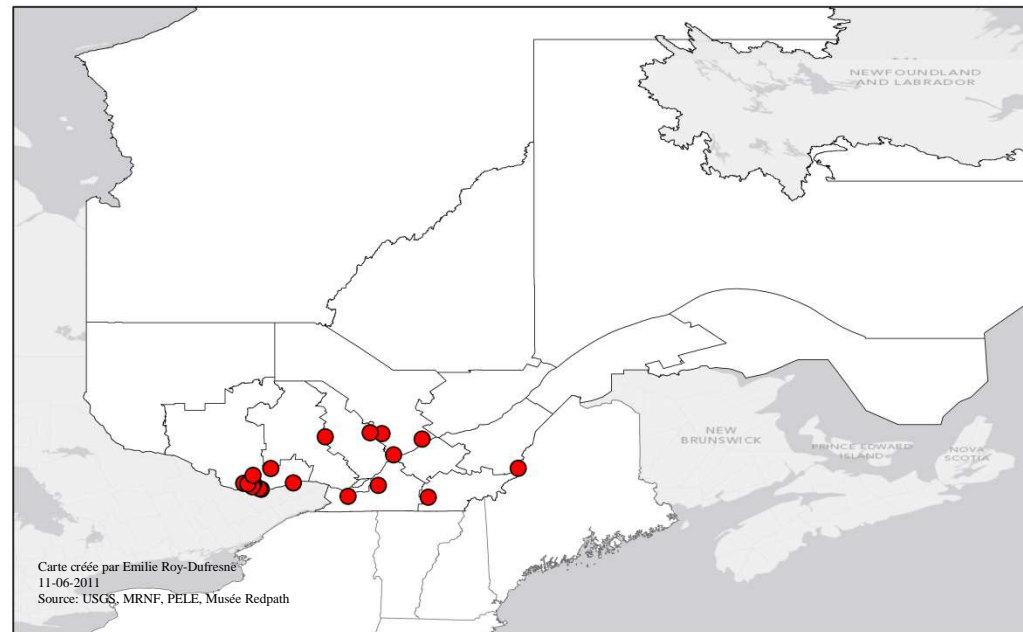 NEWFOUNDLAND
AND LABRADOR
NEW
BRUNSWICK
PRINCE EDWARD
ISLAND
NOVA
SCOTIA
Carte créée par Emilie Roy-Dufresne
11-06-2011
Source: USGS, MRNF, PELE, Musée Redpath